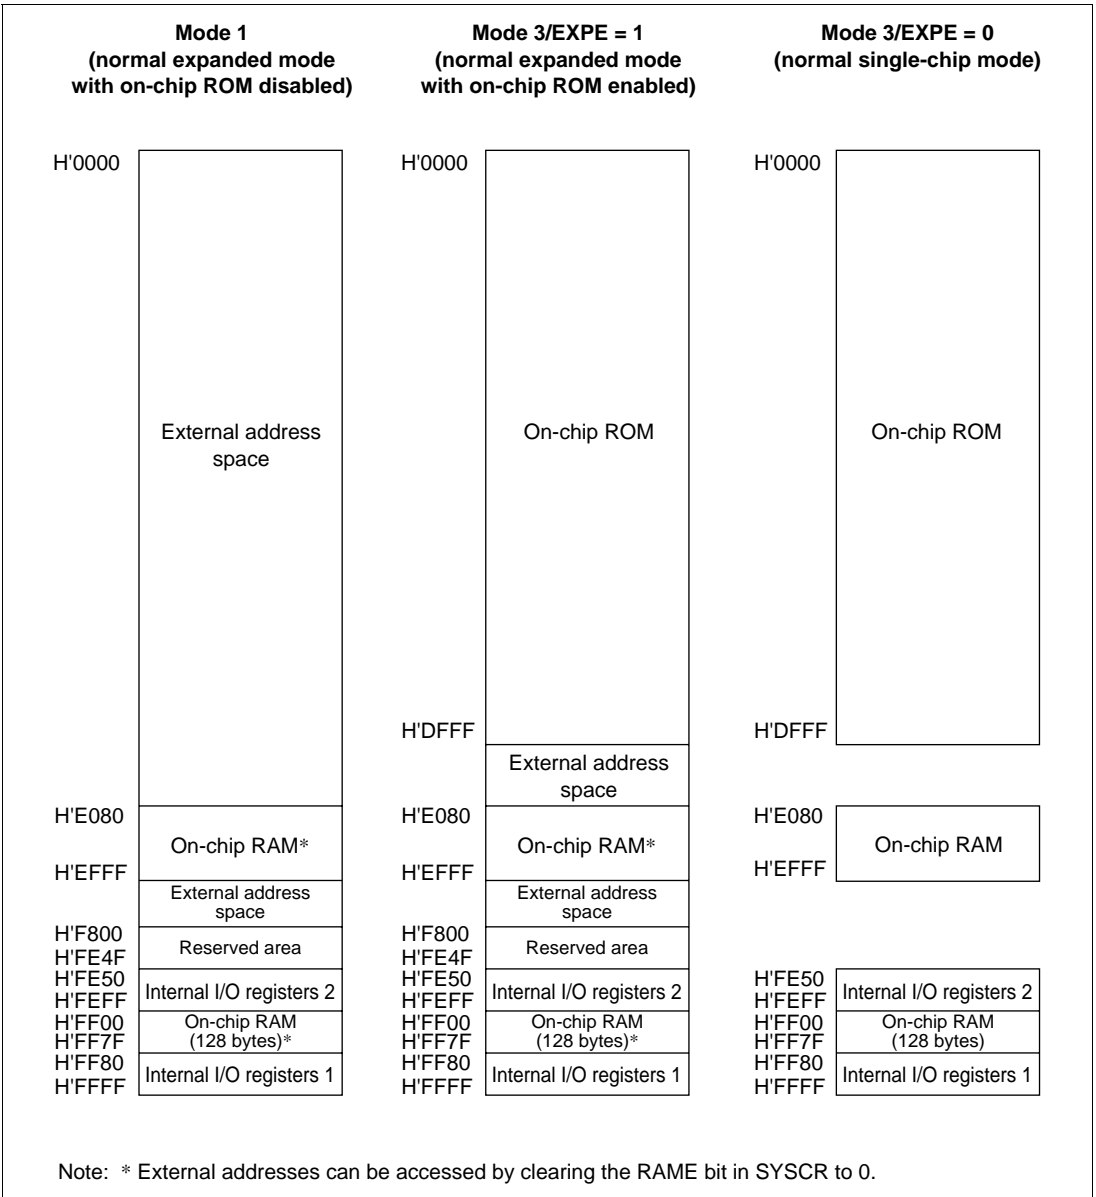 Mode 1
(normal expanded mode
with on-chip ROM disabled)
H'0000
External address
space
H'E080
On-chip RAM*
H'EFFF
External address
space
H'F800
Reserved area
H'FE4F
H'FE50
Internal I/O registers 2
H'FEFF
H'FF00
On-chip RAM
(128 bytes)*
H'FF7F
H'FF80
Internal I/O registers 1
H'FFFF
Mode 3/EXPE = 1
(normal expanded mode
with on-chip ROM enabled)
H'0000
On-chip ROM
H'DFFF
External address
space
H'E080
On-chip RAM*
H'EFFF
External address
space
H'F800
Reserved area
H'FE4F
H'FE50
Internal I/O registers 2
H'FEFF
H'FF00
On-chip RAM
(128 bytes)*
H'FF7F
H'FF80
Internal I/O registers 1
H'FFFF
Mode 3/EXPE = 0
(normal single-chip mode)
H'0000
On-chip ROM
H'DFFF
H'E080
On-chip RAM
H'EFFF
H'FE50
Internal I/O registers 2
H'FEFF
H'FF00
On-chip RAM
(128 bytes)
H'FF7F
H'FF80
Internal I/O registers 1
H'FFFF
Note: * External addresses can be accessed by clearing the RAME bit in SYSCR to 0.